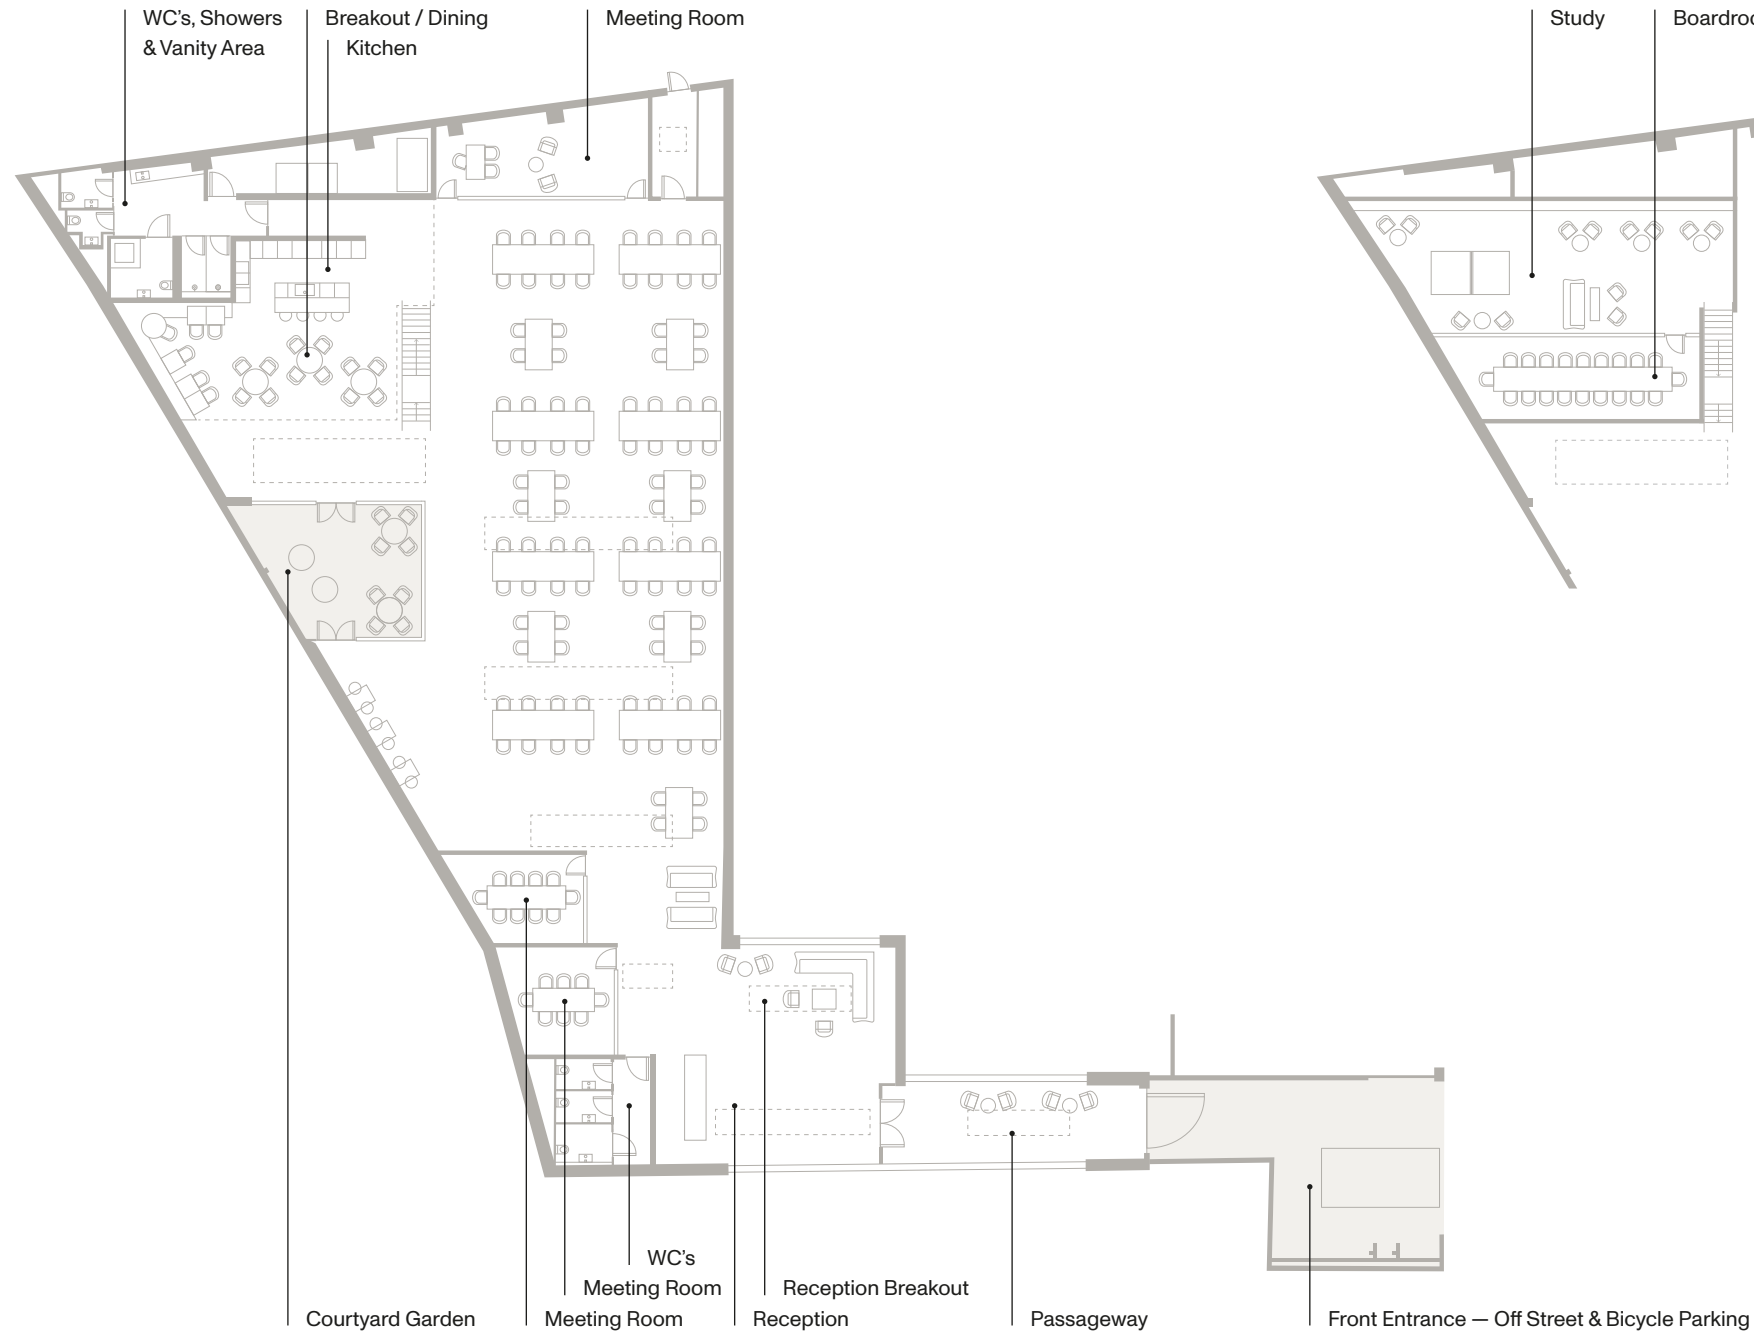 WC's, Showers
& Vanity Area
Breakout / Dining
Kitchen
Meeting Room
Study
WC's
Meeting Room
Reception Breakout
Courtyard Garden
Meeting Room
Reception
Passageway
Front Entrance — Off Street & Bicycle Parking